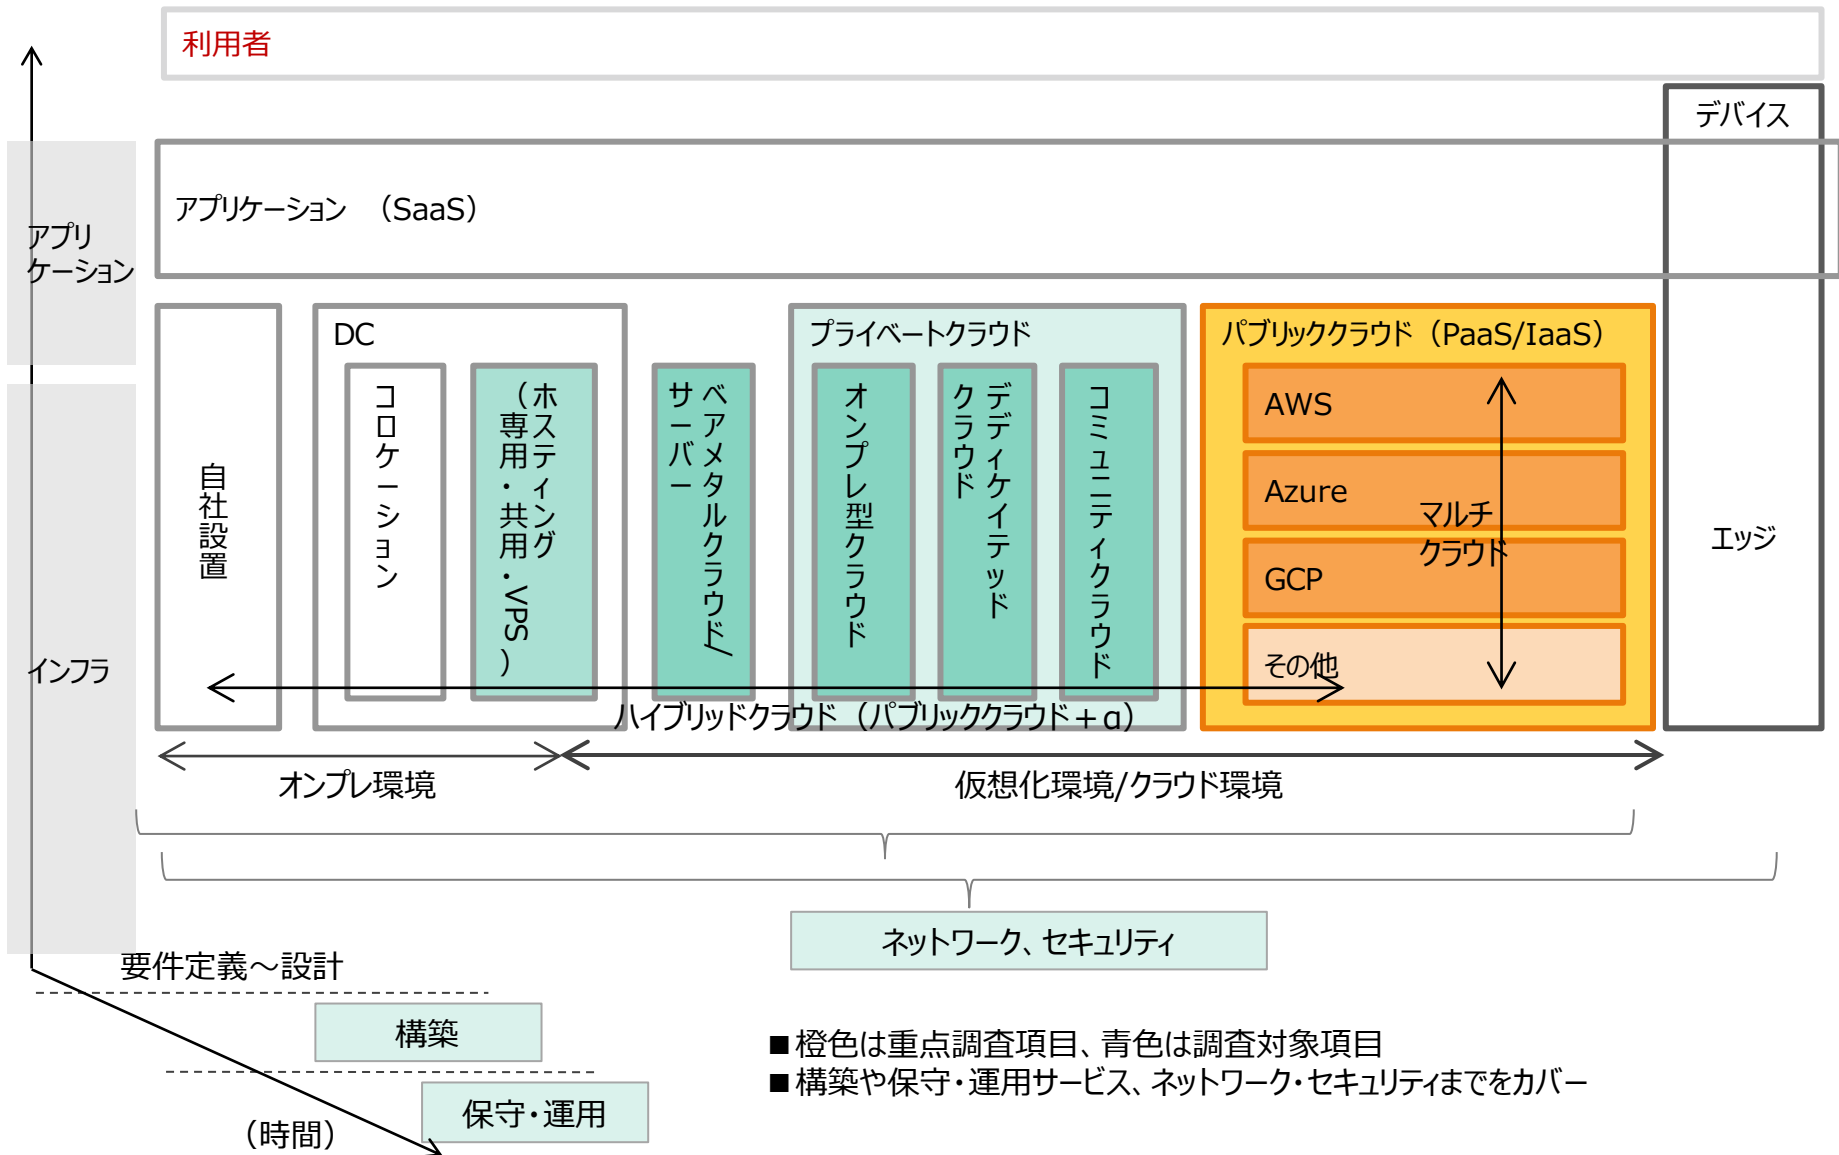 利用者
デバイス
アプリケーション （SaaS）
アプリ
ケーション
DC
プライベートクラウド
パブリッククラウド（PaaS/IaaS）
自社設置
コロケーション
ホスティング
（専用・共用・VPS）
ベアメタルクラウド/
サーバー
オンプレ型クラウド
デディケイテッド
クラウド
コミュニティクラウド
AWS
Azure
マルチ
クラウド
GCP
その他
エッジ
インフラ
ハイブリッドクラウド（パブリッククラウド＋α）
オンプレ環境
仮想化環境/クラウド環境
ネットワーク、セキュリティ
要件定義～設計
構築
保守・運用
（時間）
■橙色は重点調査項目、青色は調査対象項目
■構築や保守・運用サービス、ネットワーク・セキュリティまでをカバー